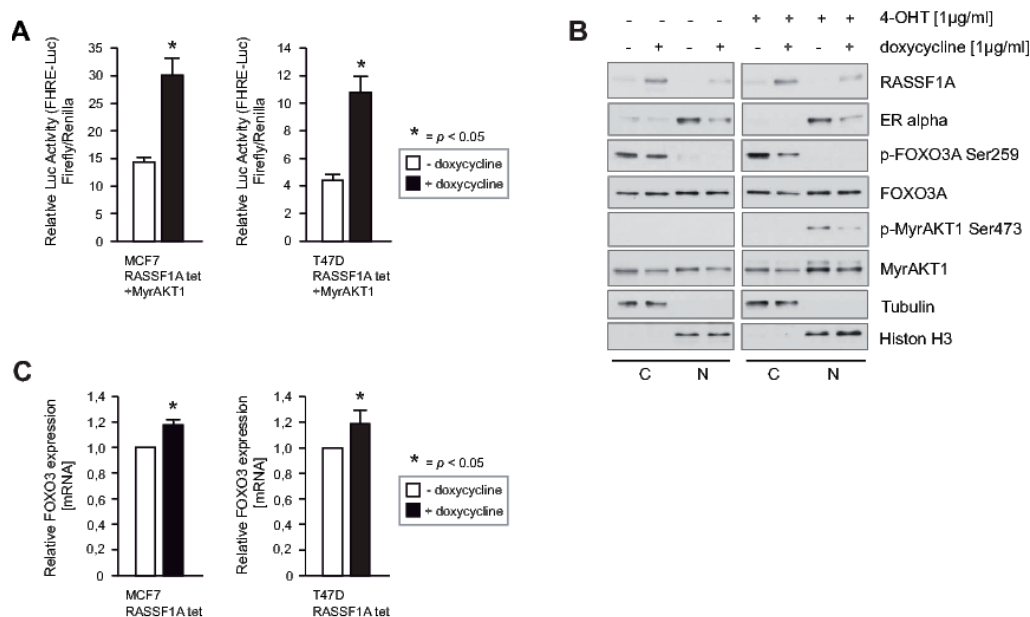 A
Relative Luc Activity (FHRE-Luc)
Firefly/Renilla
35
30
25
20
15
10
5
0
*
MCF7
RASSF1A tet
+MyrAKT1
Relative Luc Activity (FHRE-Luc)
Firefly/Renilla
14
12
10
8
6
4
2
0
*
T47D
RASSF1A tet
+MyrAKT1
* = p < 0.05
- doxycycline
+ doxycycline
B
- - - - + + + + 4-OHT [1µg/ml]
- + - + - + - + doxycycline [1µg/ml]
RASSF1A
ER alpha
p-FOXO3A Ser259
FOXO3A
p-MyrAKT1 Ser473
MyrAKT1
Tubulin
Histon H3
C N C N
C
Relative FOXO3 expression
[mRNA]
1,4
1,2
1,0
0,8
0,6
0,4
0,2
0
*
MCF7
RASSF1A tet
Relative FOXO3 expression
[mRNA]
1,4
1,2
1,0
0,8
0,6
0,4
0,2
0
*
T47D
RASSF1A tet
* = p < 0.05
- doxycycline
+ doxycycline